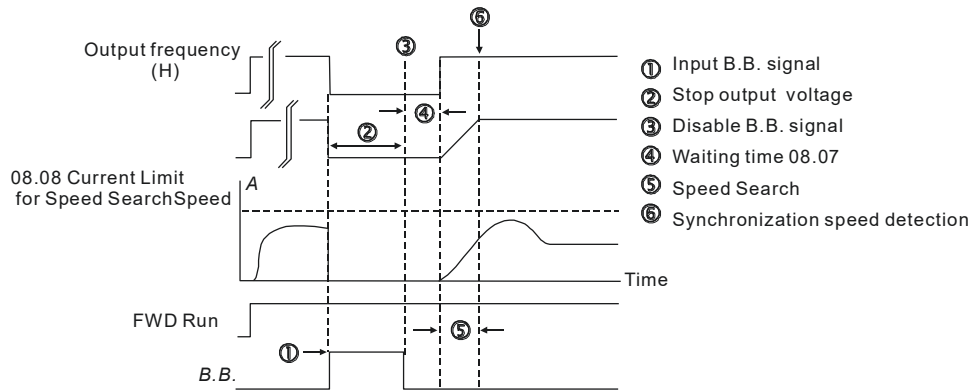 ⑥
Output frequency
(H)
③
④
②
① Input B.B. signal
② Stop output voltage
③ Disable B.B. signal
④ Waiting time 08.07
⑤ Speed Search
⑥ Synchronization speed detection
08.08 Current Limit
for Speed SearchSpeed
A
Time
FWD Run
⑤
①
B.B.